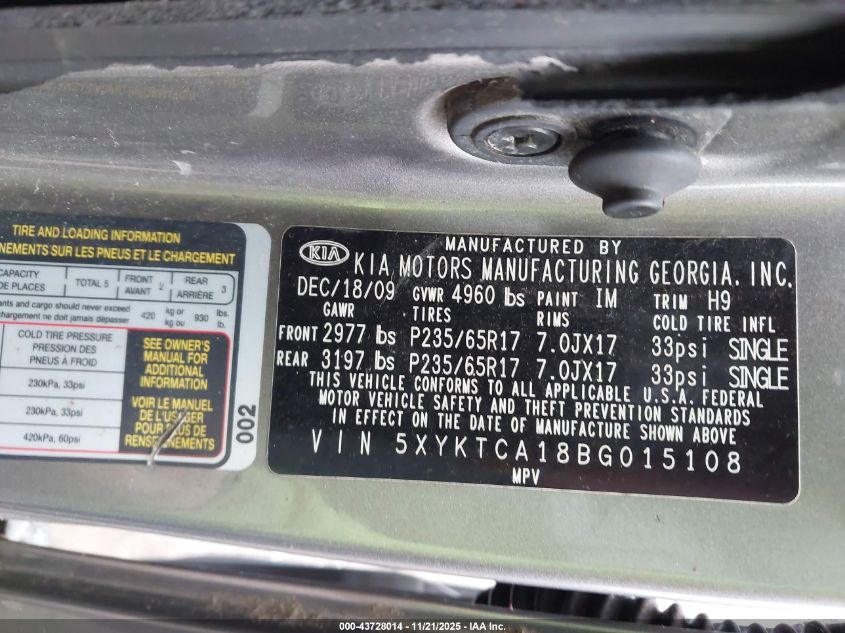 TIRE AND LOADING INFORMATION
NEMENTS SUR LES PNEUS ET LE CHARGEMENT
CAPACITY TOTAL 5 FRONT 2 REAR 3
DE PLACES AVANT ARRIÈRE
nts and cargo should never exceed 420 kg or 930 lbs.
hargement ne doit jamais dépasser kg ou lb.
COLD TIRE PRESSURE
PRESSION DES
PNEUS À FROID
230kPa, 33psi
230kPa, 33psi
420kPa, 60psi
SEE OWNER'S
MANUAL FOR
ADDITIONAL
INFORMATION
VOIR LE MANUEL
DE L'USAGER
POUR PLUS DE
RENSEIGNEMENTS
002
KIA
MANUFACTURED BY
KIA MOTORS MANUFACTURING GEORGIA, INC.
DEC/18/09 GVWR 4960 lbs PAINT IM TRIM H9
GAWR TIRES RIMS COLD TIRE INFL
FRONT 2977 lbs P235/65R17 7.0JX17 33psi SINGLE
REAR 3197 lbs P235/65R17 7.0JX17 33psi SINGLE
THIS VEHICLE CONFORMS TO ALL APPLICABLE U.S.A. FEDERAL
MOTOR VEHICLE SAFETY AND THEFT PREVENTION STANDARDS
IN EFFECT ON THE DATE OF MANUFACTURE SHOWN ABOVE
VIN 5XYKTCA18BG015108
MPV
000-43728014 - 11/21/2025 - IAA, Inc.